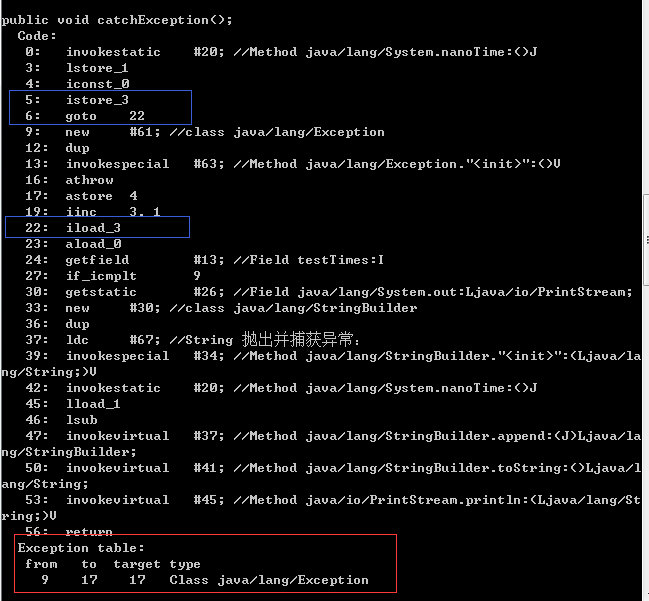 public void catchException();
Code:
0: invokestatic #20; //Method java/lang/System.nanoTime:()J
3: lstore_1
4: iconst_0
5: istore_3
6: goto 22
9: new #61; //class java/lang/Exception
12: dup
13: invokespecial #63; //Method java/lang/Exception."<init>":()V
16: athrow
17: astore 4
19: iinc 3, 1
22: iload_3
23: aload_0
24: getfield #13; //Field testTimes:I
27: if_icmplt 9
30: getstatic #26; //Field java/lang/System.out:Ljava/io/PrintStream;
33: new #30; //class java/lang/StringBuilder
36: dup
37: ldc #67; //String 抛出并捕获异常:
39: invokespecial #34; //Method java/lang/StringBuilder."<init>":(Ljava/la
ng/String;)V
42: invokestatic #20; //Method java/lang/System.nanoTime:()J
45: lload_1
46: lsub
47: invokevirtual #37; //Method java/lang/StringBuilder.append:(J)Ljava/la
ng/StringBuilder;
50: invokevirtual #41; //Method java/lang/StringBuilder.toString:()Ljava/l
ang/String;
53: invokevirtual #45; //Method java/io/PrintStream.println:(Ljava/lang/St
ring;)V
56: return
Exception table:
from to target type
9 17 17 Class java/lang/Exception